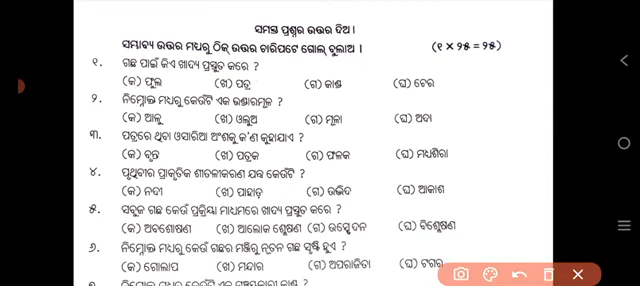 ସମସ୍ତ ପ୍ରଶ୍ନର ଉତ୍ତର ଦିଅ ।
ସମ୍ଭାବ୍ୟ ଉତ୍ତର ମଧ୍ୟରୁ ଠିକ୍ ଉତ୍ତର ଚାରିପଟେ ଗୋଲ୍ ବୁଲାଅ । (୧ × ୨୫ = ୨୫)
୧. ଗଛ ପାଇଁ କିଏ ଖାଦ୍ୟ ପ୍ରସ୍ତୁତ କରେ ?
(କ) ଫୁଲ (ଖ) ପତ୍ର (ଗ) କାଣ୍ଡ (ଘ) ଚେର
୨. ନିମ୍ନୋକ୍ତ ମଧ୍ୟରୁ କେଉଁଟି ଏକ ଭଣ୍ଡାରମୂଳ ?
(କ) ଆଳୁ (ଖ) ଓଲୁଅ (ଗ) ମୂଳା (ଘ) ଅଦା
୩. ପତ୍ରରେ ଥିବା ଓସାରିଆ ଅଂଶକୁ କ'ଣ କୁହାଯାଏ ?
(କ) ବୃନ୍ତ (ଖ) ପତ୍ରକ (ଗ) ଫଳକ (ଘ) ମଧ୍ୟଶିରା
୪. ପୃଥିବୀର ପ୍ରାକୃତିକ ଶୀତଳୀକରଣ ଯନ୍ତ୍ର କେଉଁଟି ?
(କ) ନଦୀ (ଖ) ପାହାଡ଼ (ଗ) ଉଦ୍ଭିଦ (ଘ) ଆକାଶ
୫. ସବୁଜ ଗଛ କେଉଁ ପ୍ରକ୍ରିୟା ମାଧ୍ୟମରେ ଖାଦ୍ୟ ପ୍ରସ୍ତୁତ କରେ ?
(କ) ଅବଶୋଷଣ (ଖ) ଆଲୋକ ଶ୍ଳେଷଣ (ଗ) ଉତ୍ସ୍ୱେଦନ (ଘ) ବିଶ୍ଳେଷଣ
୬. ନିମ୍ନୋକ୍ତ ମଧ୍ୟରୁ କେଉଁ ଗଛର ମଞ୍ଜିରୁ ନୂତନ ଗଛ ସୃଷ୍ଟି ହୁଏ ?
(କ) ଗୋଲାପ (ଖ) ମନ୍ଦାର (ଗ) ଅପରାଜିତା (ଘ) ଟଗର